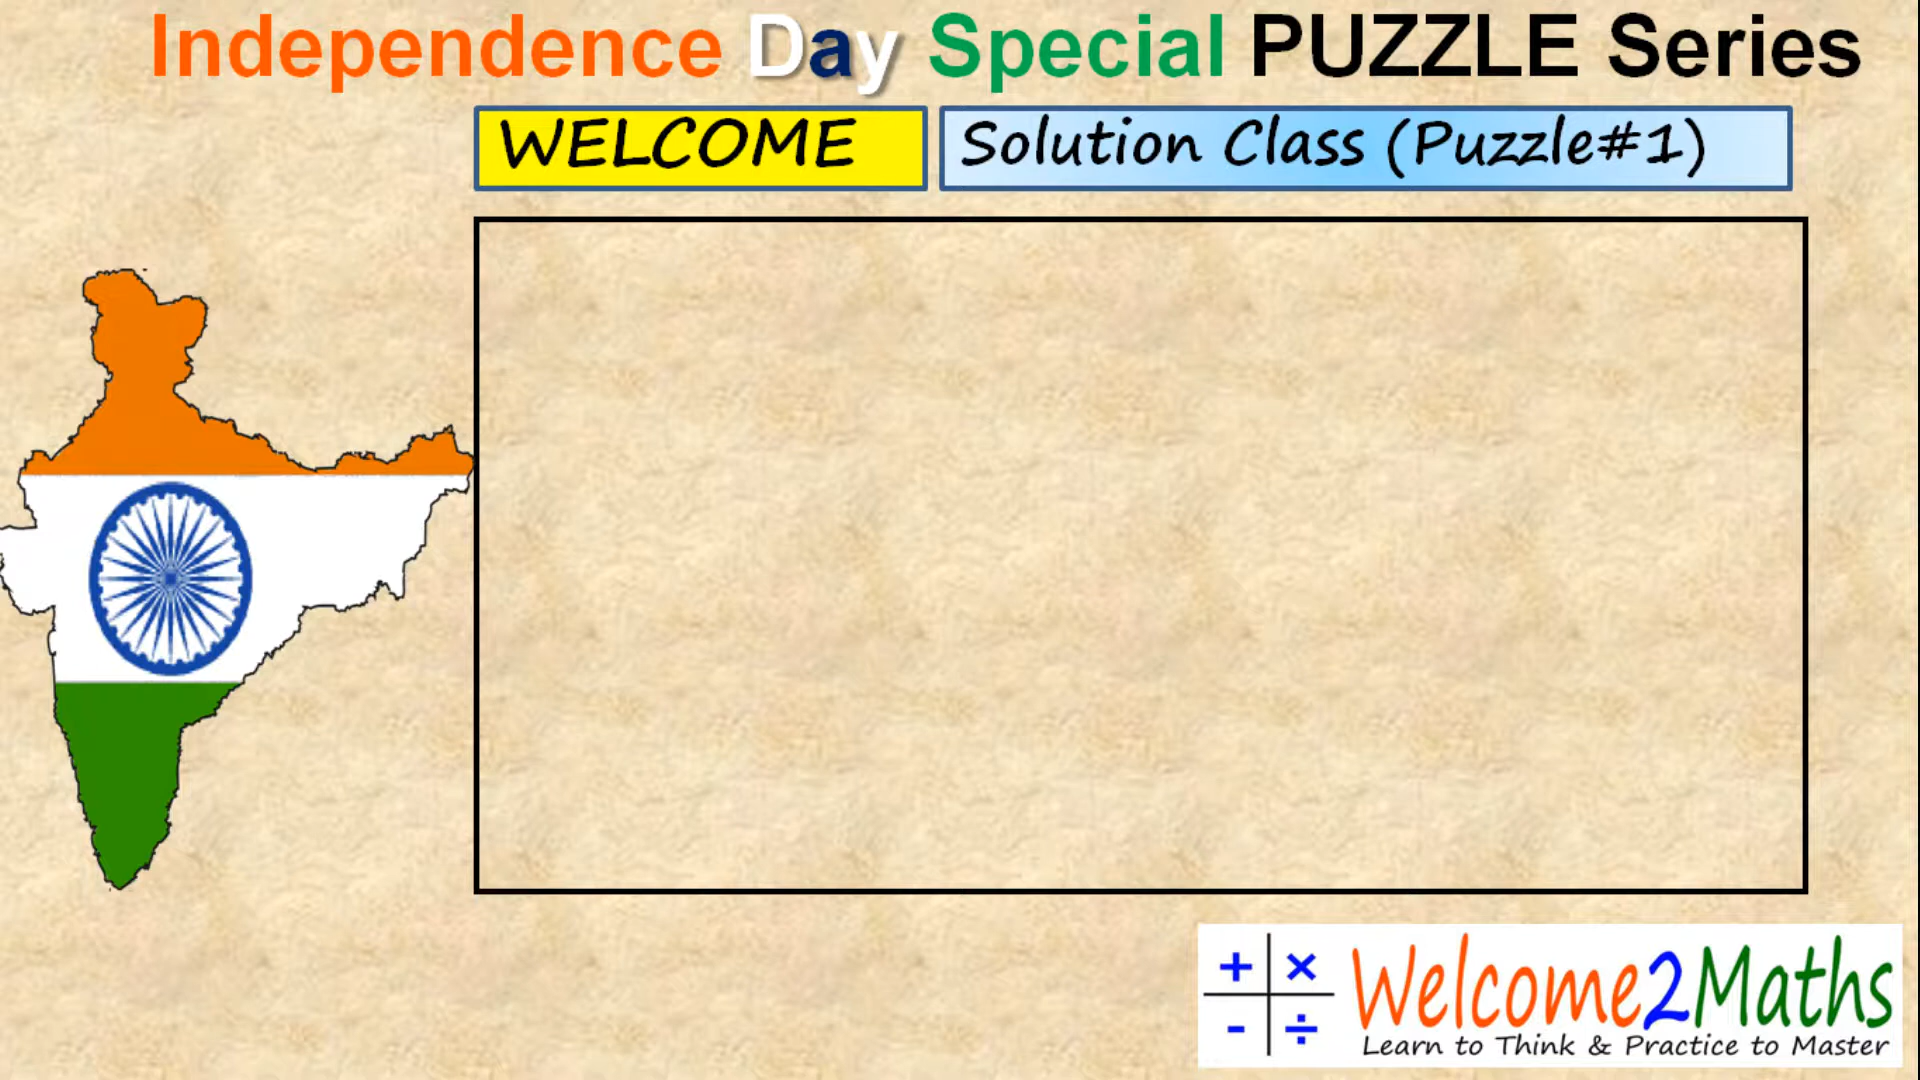 Independence Day Special PUZZLE Series
WELCOME
Solution Class (Puzzle#1)
+ ×
- ÷
Welcome2Maths
Learn to Think & Practice to Master